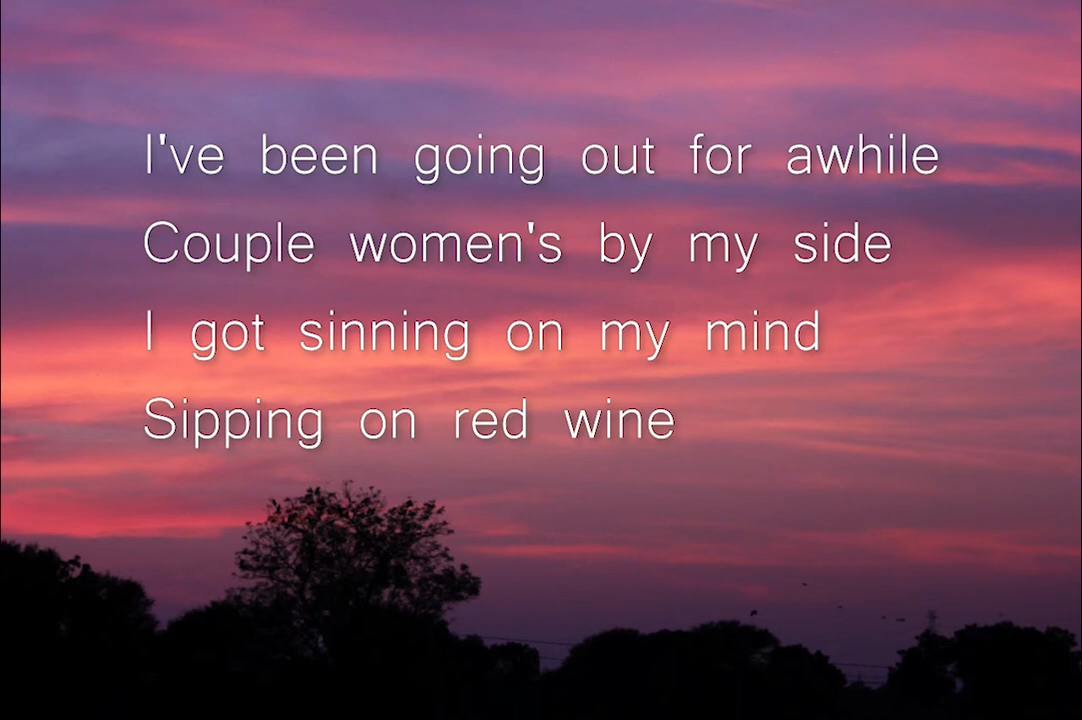 I've been going out for awhile
Couple women's by my side
I got sinning on my mind
Sipping on red wine